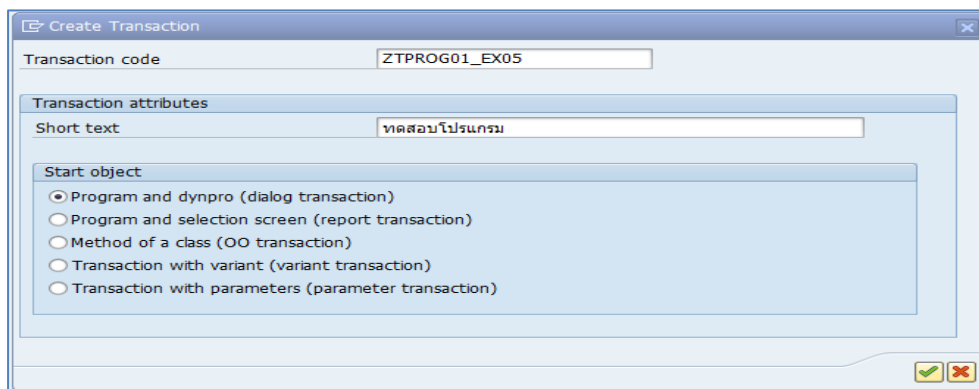 Create Transaction
Transaction code ZTPROG01_EX05
Transaction attributes
Short text ทดสอบโปรแกรม
Start object
Program and dynpro (dialog transaction)
Program and selection screen (report transaction)
Method of a class (OO transaction)
Transaction with variant (variant transaction)
Transaction with parameters (parameter transaction)